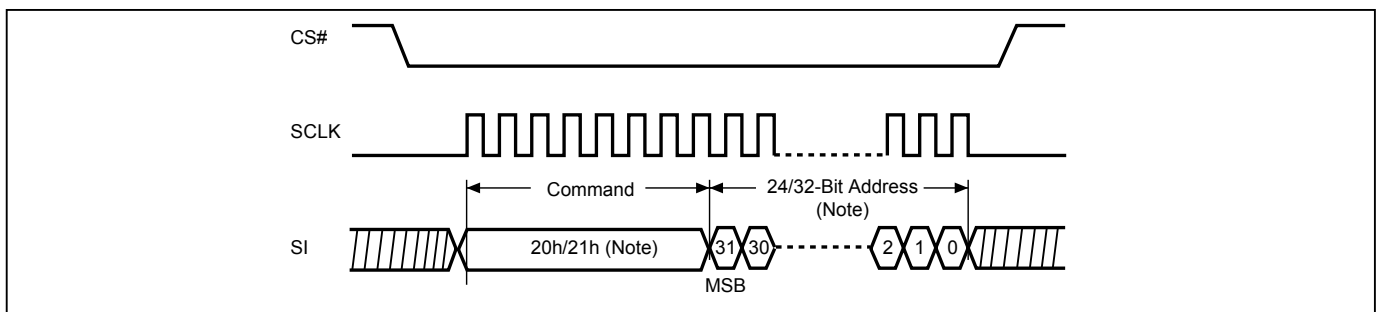 CS#
SCLK
Command
24/32-Bit Address
(Note)
SI
20h/21h (Note)
31 30
2 1 0
MSB